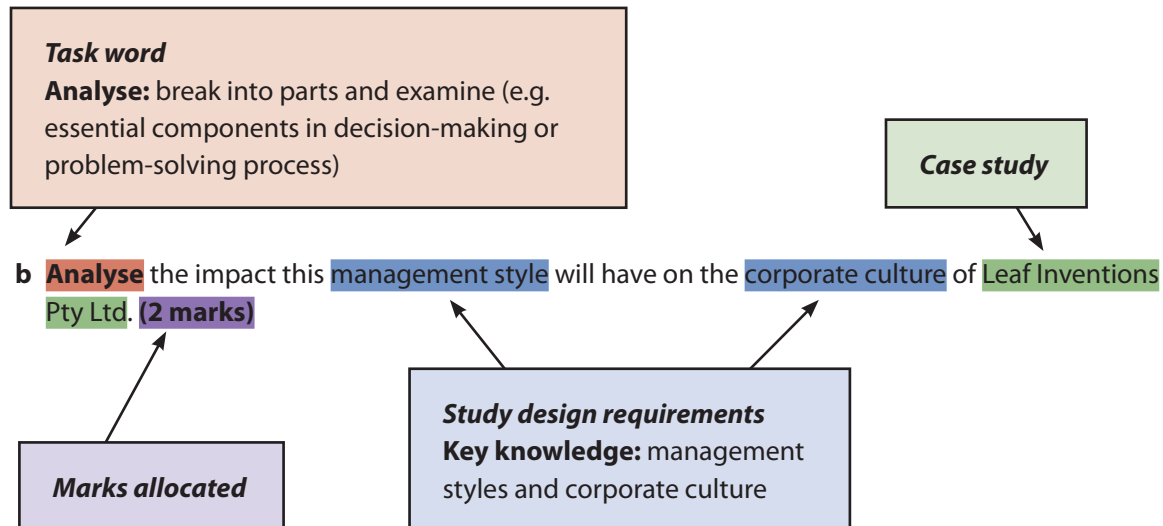 Task word
Analyse: break into parts and examine (e.g.
essential components in decision-making or
problem-solving process)
Case study
b Analyse the impact this management style will have on the corporate culture of Leaf Inventions
Pty Ltd. (2 marks)
Study design requirements
Key knowledge: management
styles and corporate culture
Marks allocated